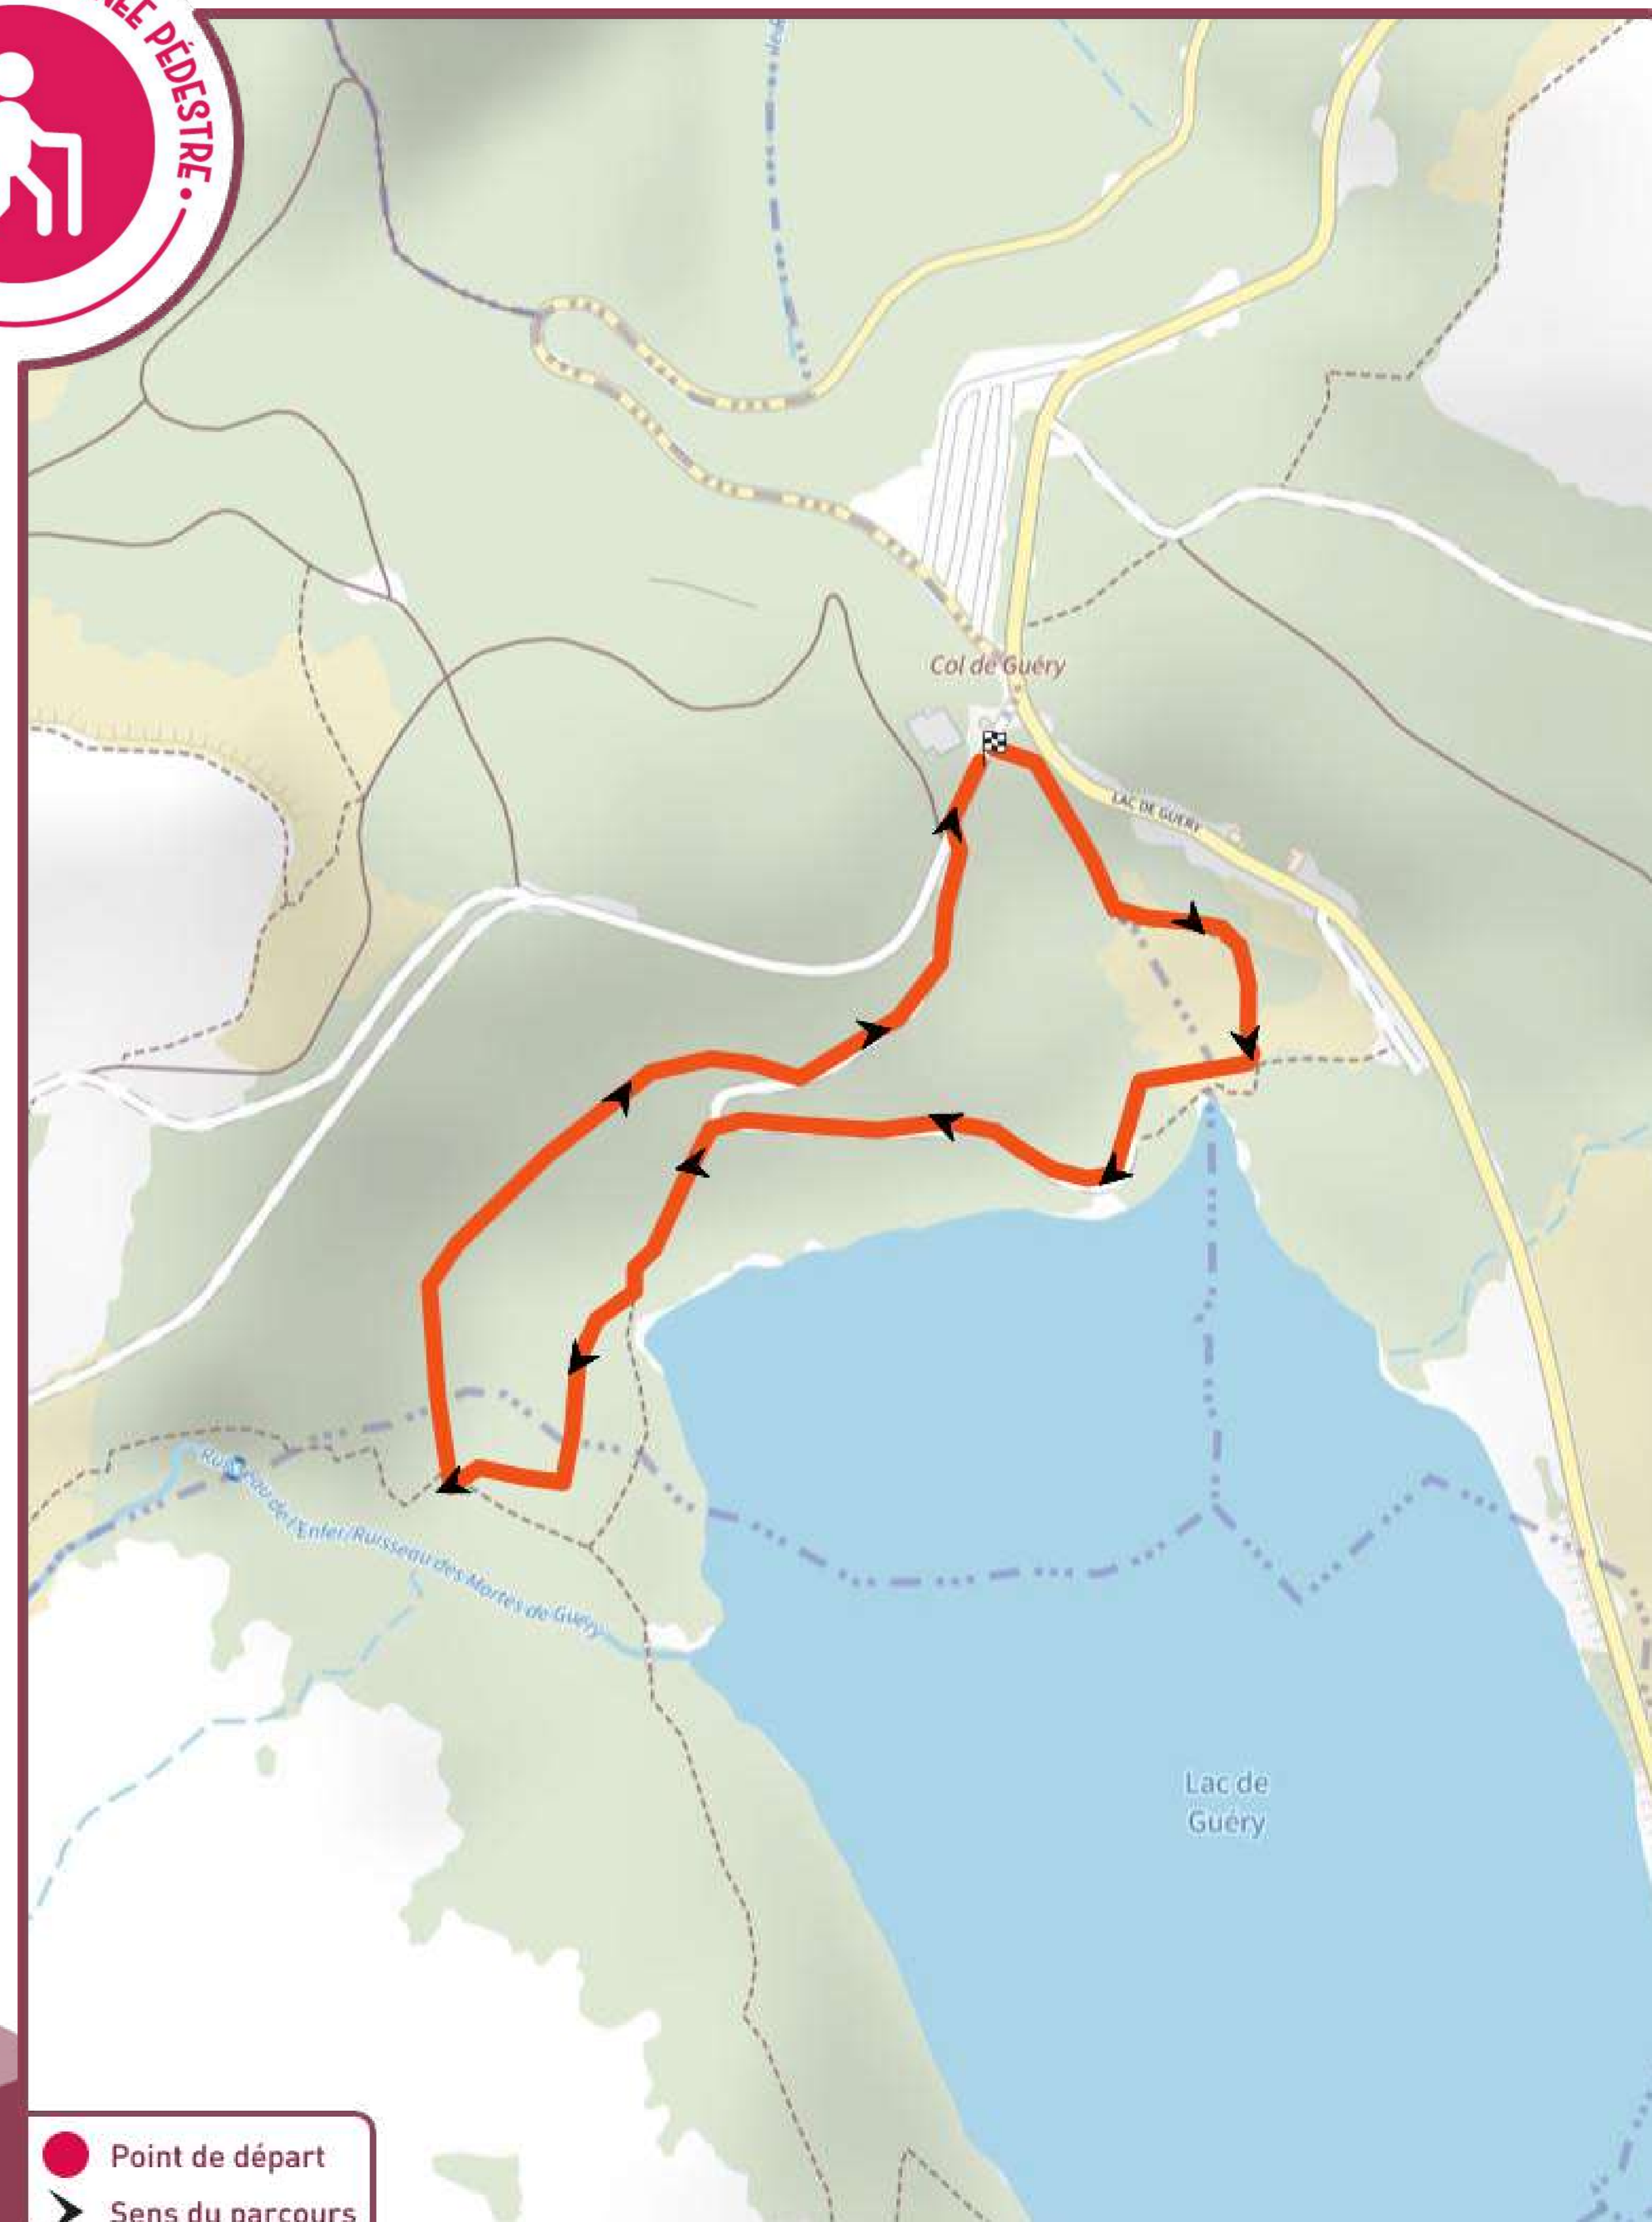 PÉDESTRE •
Col de Guéry
LAC DE GUÉRY
Ruisseau de l'Enfer/Ruisseau des Mortes de Guéry
Lac de
Guéry
Point de départ
Sens du parcours